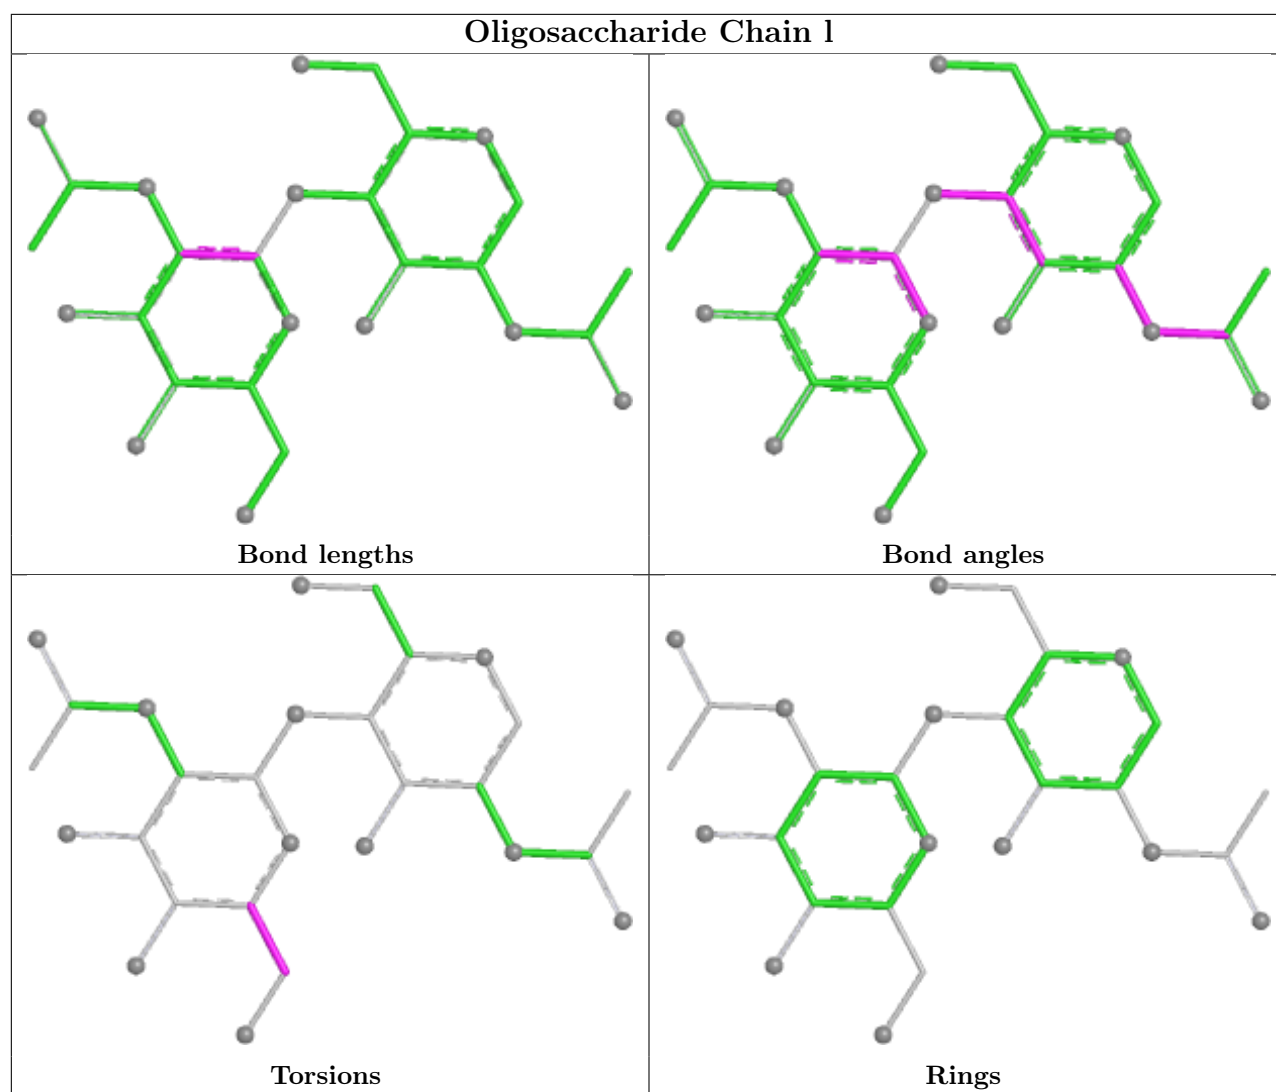 Oligosaccharide Chain l
Bond lengths
Bond angles
Torsions
Rings